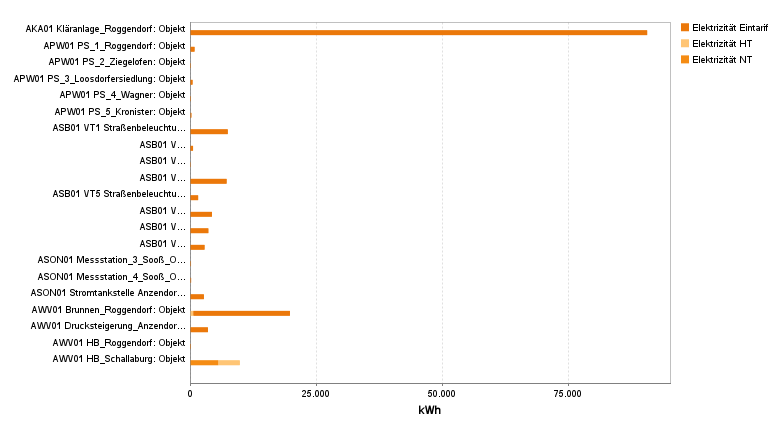 AKA01 Kläranlage_Roggendorf: Objekt
APW01 PS_1_Roggendorf: Objekt
APW01 PS_2_Ziegelofen: Objekt
APW01 PS_3_Loosdorfersiedlung: Objekt
APW01 PS_4_Wagner: Objekt
APW01 PS_5_Kronister: Objekt
ASB01 VT1 Straßenbeleuchtu...
ASB01 V...
ASB01 V...
ASB01 V...
ASB01 VT5 Straßenbeleuchtu...
ASB01 V...
ASB01 V...
ASB01 V...
ASON01 Messstation_3_Sooß_O...
ASON01 Messstation_4_Sooß_O...
ASON01 Stromtankstelle Anzendor...
AWV01 Brunnen_Roggendorf: Objekt
AWV01 Drucksteigerung_Anzendor...
AWV01 HB_Roggendorf: Objekt
AWV01 HB_Schallaburg: Objekt
0 25.000 50.000 75.000
kWh
Elektrizität Eintarif
Elektrizität HT
Elektrizität NT